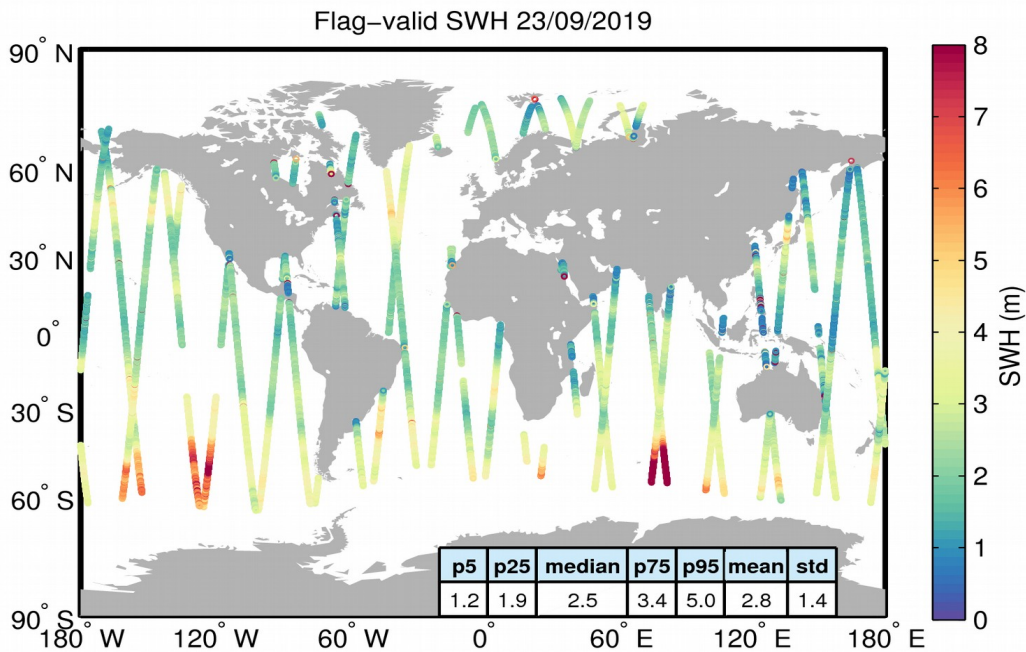 Flag−valid SWH 23/09/2019
90° N
60° N
30° N
0°
30° S
60° S
90° S
180° W
120° W
60° W
0°
60° E
120° E
180° E
8
7
6
5
4
3
2
1
0
SWH (m)
p5 p25 median p75 p95 mean std
1.2 1.9 2.5 3.4 5.0 2.8 1.4